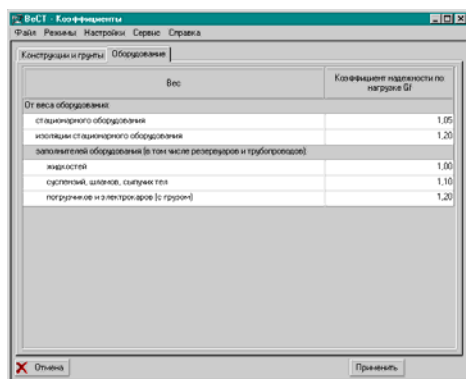 ВеСТ - Коэффициенты
Файл Режимы Настройки Сервис Справка
Конструкции и грунты Оборудование
Вес
Коэффициент надежности по
нагрузке Gf
От веса оборудования:
стационарного оборудования 1,05
изоляции стационарного оборудования 1,20
заполнителей оборудования (в том числе резервуаров и трубопроводов):
жидкостей 1,00
суспензий, шламов, сыпучих тел 1,10
погрузчиков и электрокаров (с грузом) 1,20
Отмена Применить